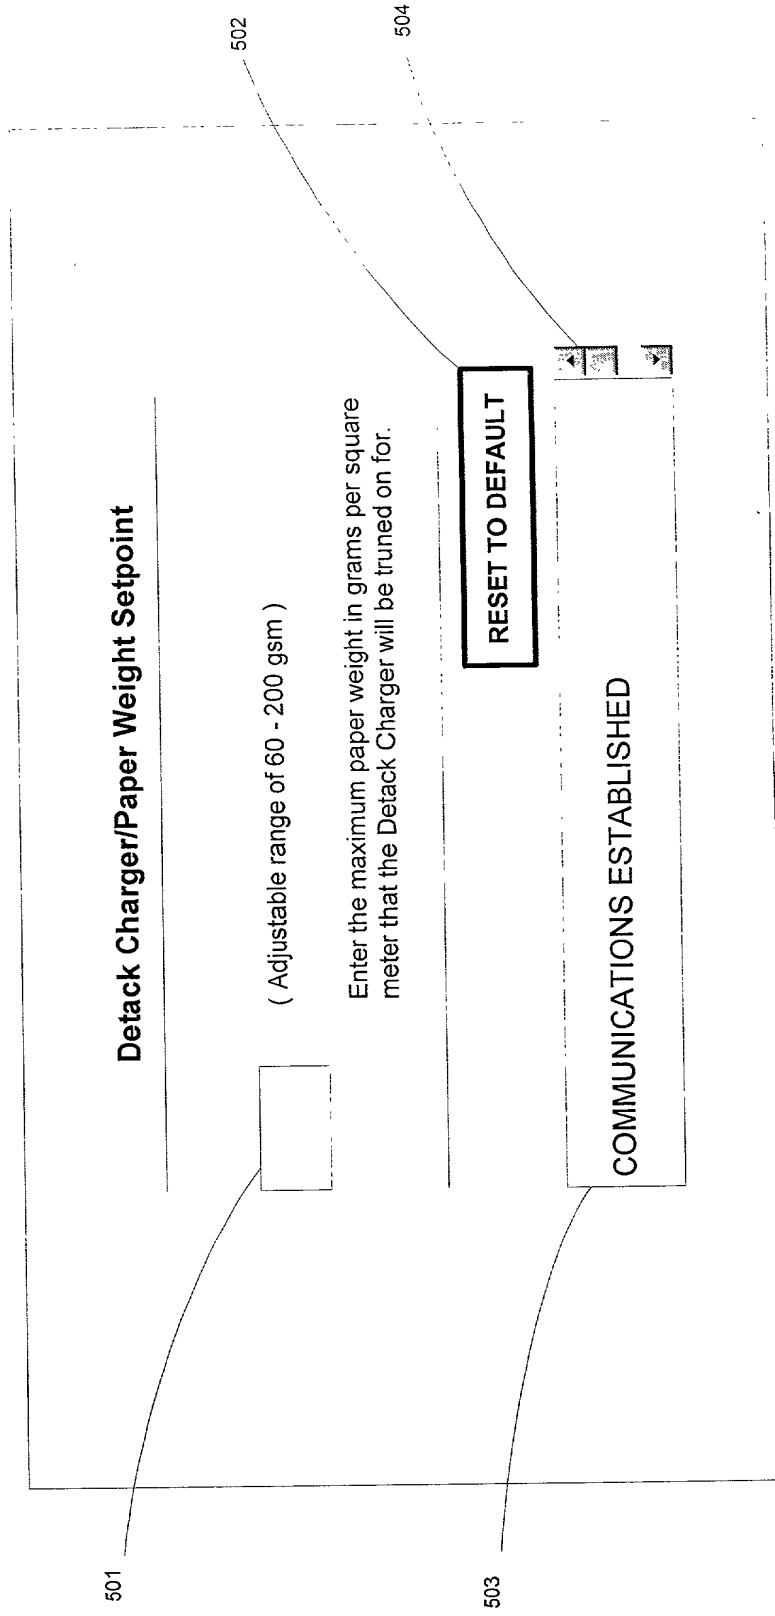 Detack Charger/Paper Weight Setpoint
501
( Adjustable range of 60 - 200 gsm )
Enter the maximum paper weight in grams per square
meter that the Detack Charger will be truned on for.
502
RESET TO DEFAULT
503
COMMUNICATIONS ESTABLISHED
504